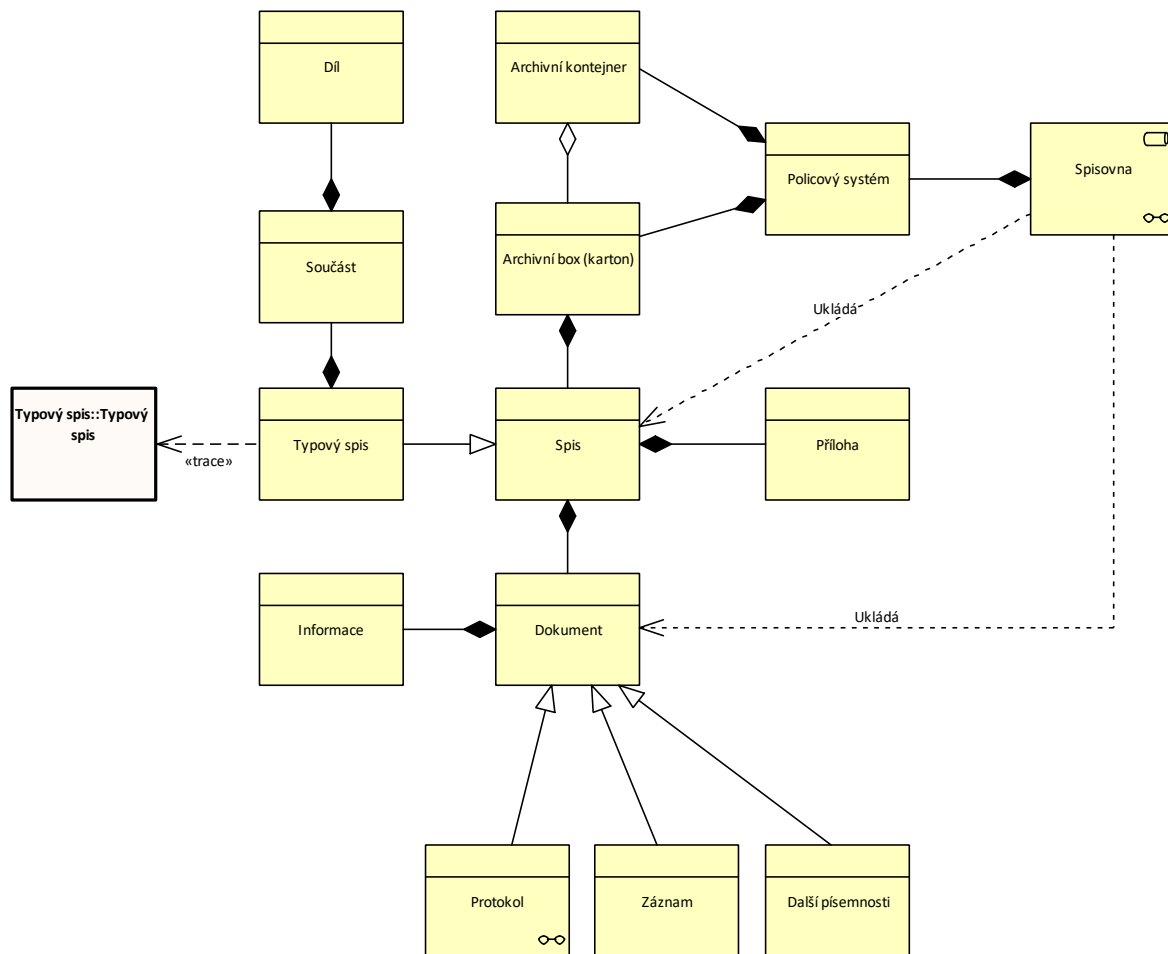 Díl
Archivní kontejner
Policový systém
Spisovna
Součást
Archivní box (karton)
Ukládá
Typový spis::Typový
spis
«trace»
Typový spis
Spis
Příloha
Informace
Dokument
Ukládá
Protokol
Záznam
Další písemnosti